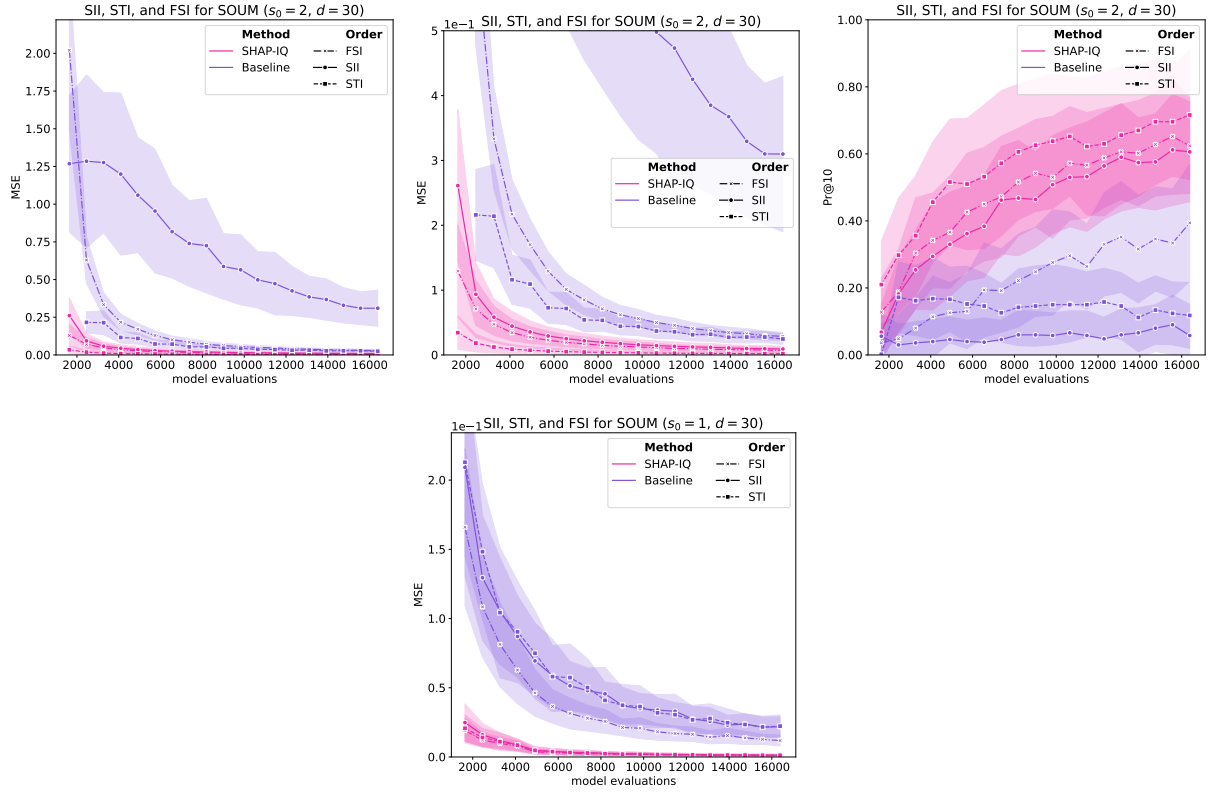 SII, STI, and FSI for SOUM (s₀ = 2, d = 30)
MSE
2.00
1.75
1.50
1.25
1.00
0.75
0.50
0.25
0.00
2000 4000 6000 8000 10000 12000 14000 16000
model evaluations
Method Order
SHAP-IQ FSI
Baseline SII
STI
1e−1
SII, STI, and FSI for SOUM (s₀ = 2, d = 30)
MSE
5
4
3
2
1
0
2000 4000 6000 8000 10000 12000 14000 16000
model evaluations
Method Order
SHAP-IQ FSI
Baseline SII
STI
SII, STI, and FSI for SOUM (s₀ = 2, d = 30)
Pr@10
1.00
0.80
0.60
0.40
0.20
0.00
2000 4000 6000 8000 10000 12000 14000 16000
model evaluations
Method Order
SHAP-IQ FSI
Baseline SII
STI
1e−1
SII, STI, and FSI for SOUM (s₀ = 1, d = 30)
MSE
2.0
1.5
1.0
0.5
0.0
2000 4000 6000 8000 10000 12000 14000 16000
model evaluations
Method Order
SHAP-IQ FSI
Baseline SII
STI